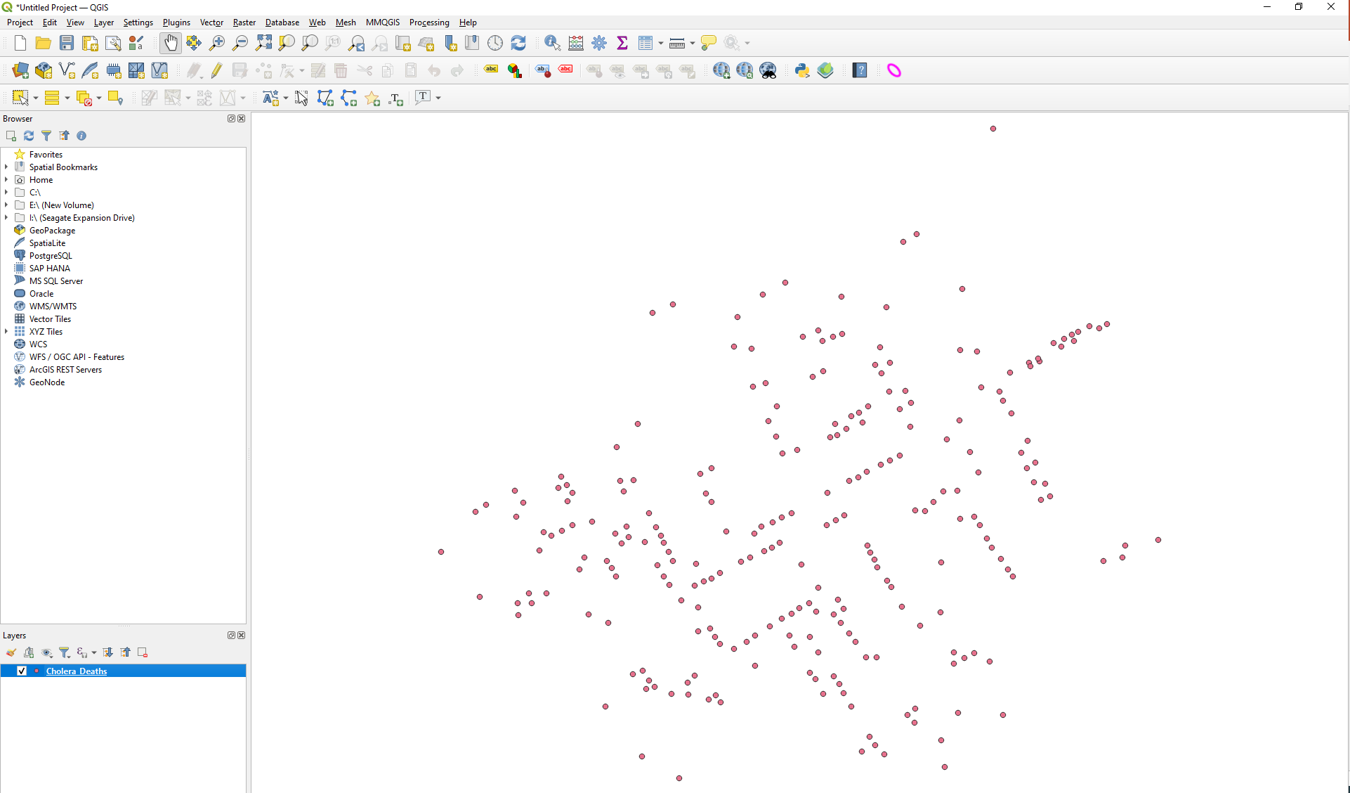 *Untitled Project — QGIS
Project Edit View Layer Settings Plugins Vector Raster Database Web Mesh MMQGIS Processing Help
Browser
Favorites
Spatial Bookmarks
Home
C:\
E:\ (New Volume)
I:\ (Seagate Expansion Drive)
GeoPackage
SpatiaLite
PostgreSQL
SAP HANA
MS SQL Server
Oracle
WMS/WMTS
Vector Tiles
XYZ Tiles
WCS
WFS / OGC API - Features
ArcGIS REST Servers
GeoNode
Layers
Cholera_Deaths